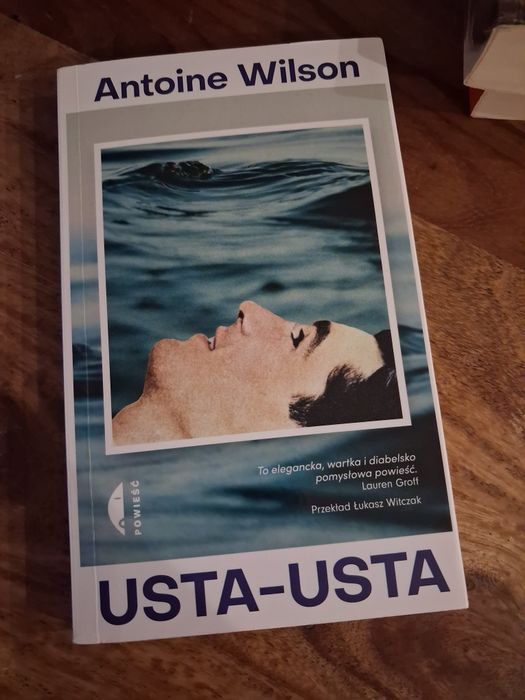 Antoine Wilson
To elegancka, wartka i diabelsko
pomysłowa powieść.
Lauren Groff
Przekład Łukasz Witczak
POWIEŚĆ
USTA-USTA